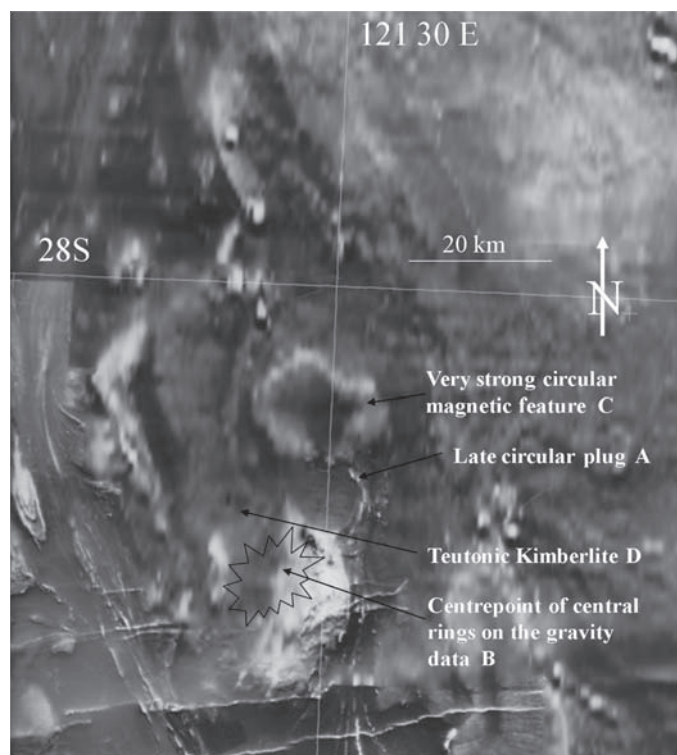 121 30 E
28S
20 km
N
Very strong circular
magnetic feature C
Late circular plug A
Teutonic Kimberlite D
Centrepoint of central
rings on the gravity
data B